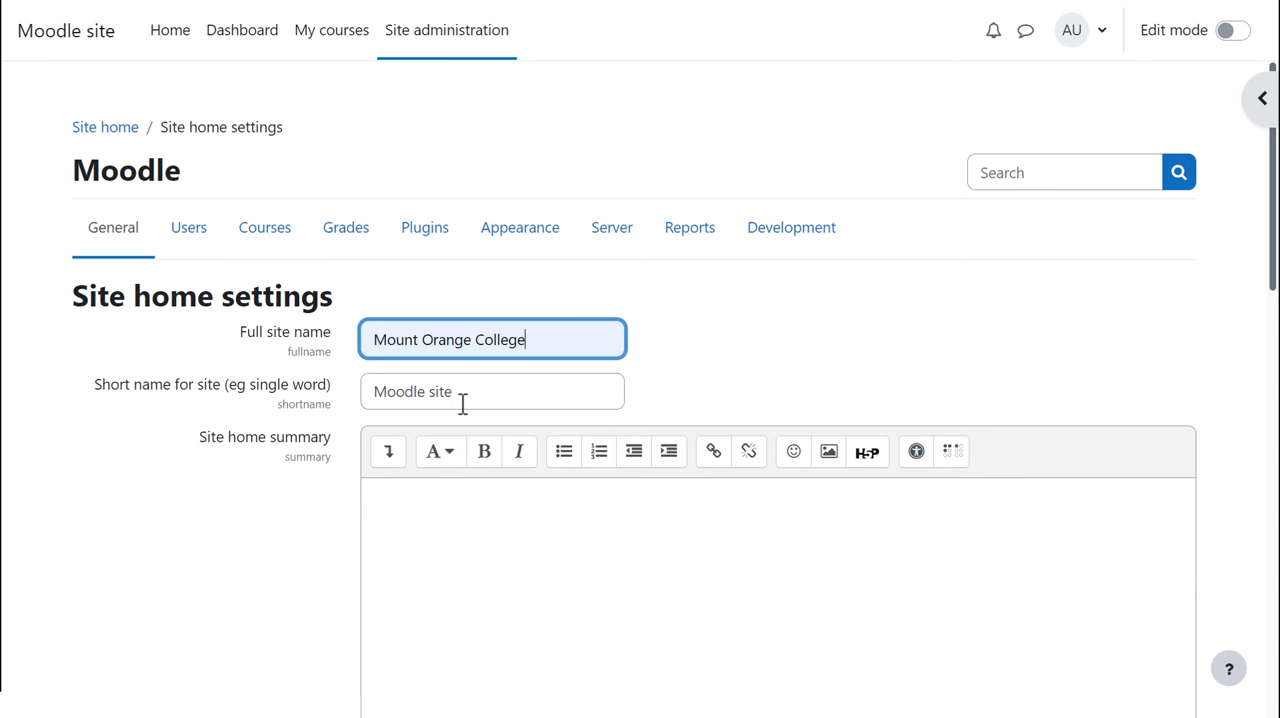 Moodle site Home Dashboard My courses Site administration AU Edit mode
Site home / Site home settings
Moodle
Search
General Users Courses Grades Plugins Appearance Server Reports Development
Site home settings
Full site name
Mount Orange College
fullname
Short name for site (eg single word)
Moodle site
shortname
Site home summary
summary
A B I H5P
?